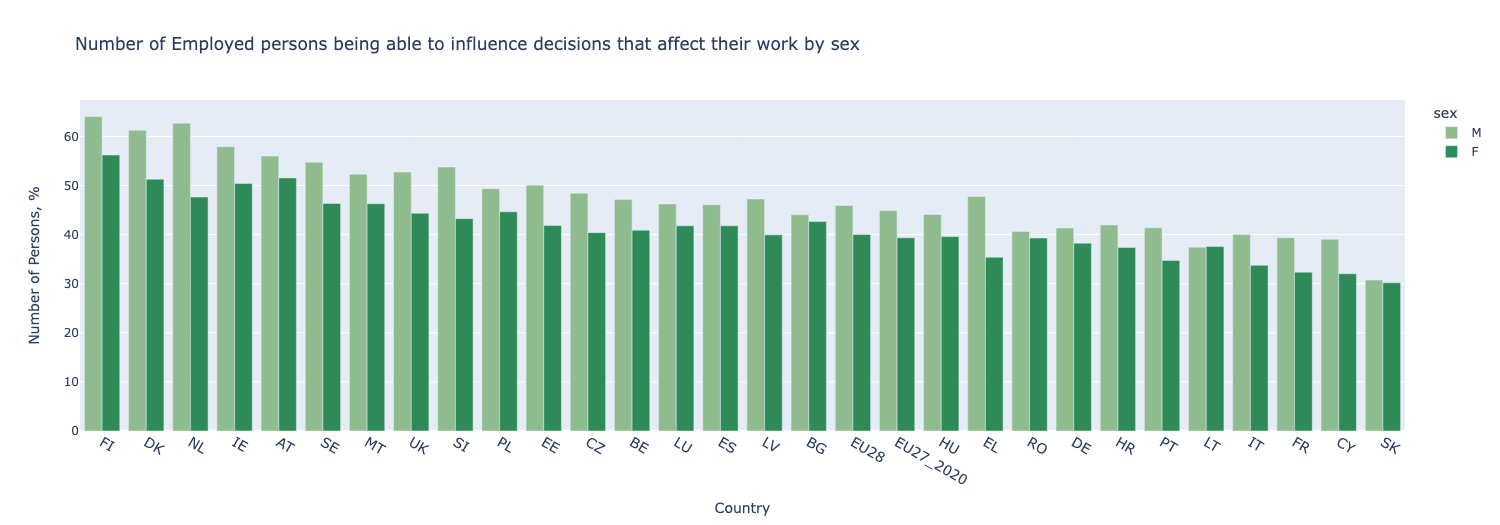 Number of Employed persons being able to influence decisions that affect their work by sex
sex
M
F
Number of Persons, %
60
50
40
30
20
10
0
FI
DK
NL
IE
AT
SE
MT
UK
SI
PL
EE
CZ
BE
LU
ES
LV
BG
EU28
EU27_2020
HU
EL
RO
DE
HR
PT
LT
IT
FR
CY
SK
Country